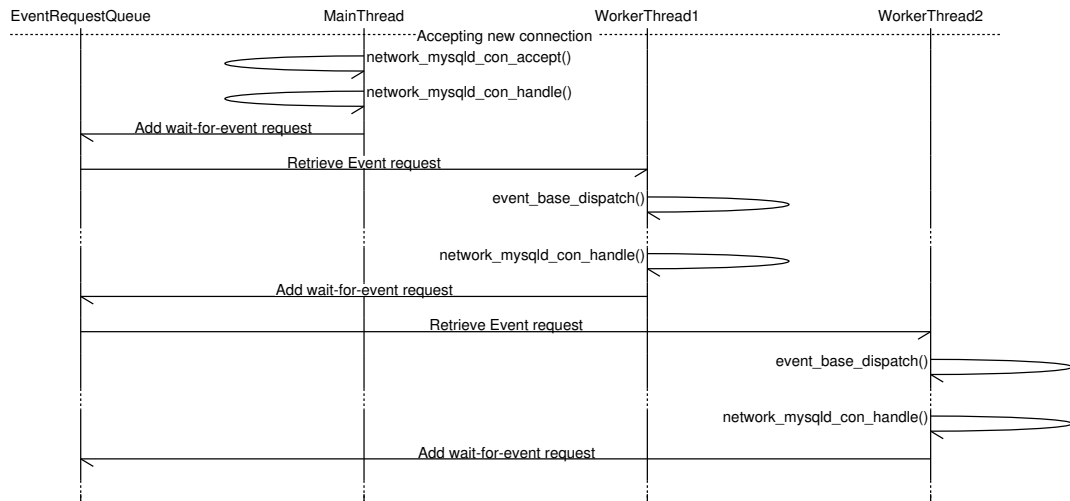 EventRequestQueue MainThread WorkerThread1 WorkerThread2
Accepting new connection
network_mysqld_con_accept()
network_mysqld_con_handle()
Add wait-for-event request
Retrieve Event request
event_base_dispatch()
network_mysqld_con_handle()
Add wait-for-event request
Retrieve Event request
event_base_dispatch()
network_mysqld_con_handle()
Add wait-for-event request